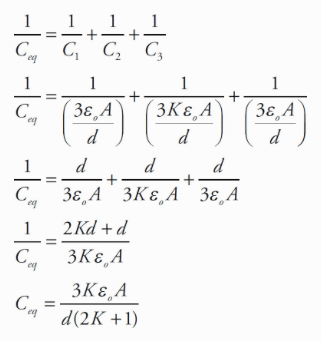 1/C_eq = 1/C_1 + 1/C_2 + 1/C_3
1/C_eq = 1/(3ε_oA/d) + 1/(3Kε_oA/d) + 1/(3ε_oA/d)
1/C_eq = d/3ε_oA + d/3Kε_oA + d/3ε_oA
1/C_eq = 2Kd + d/3Kε_oA
C_eq = 3Kε_oA/d(2K + 1)